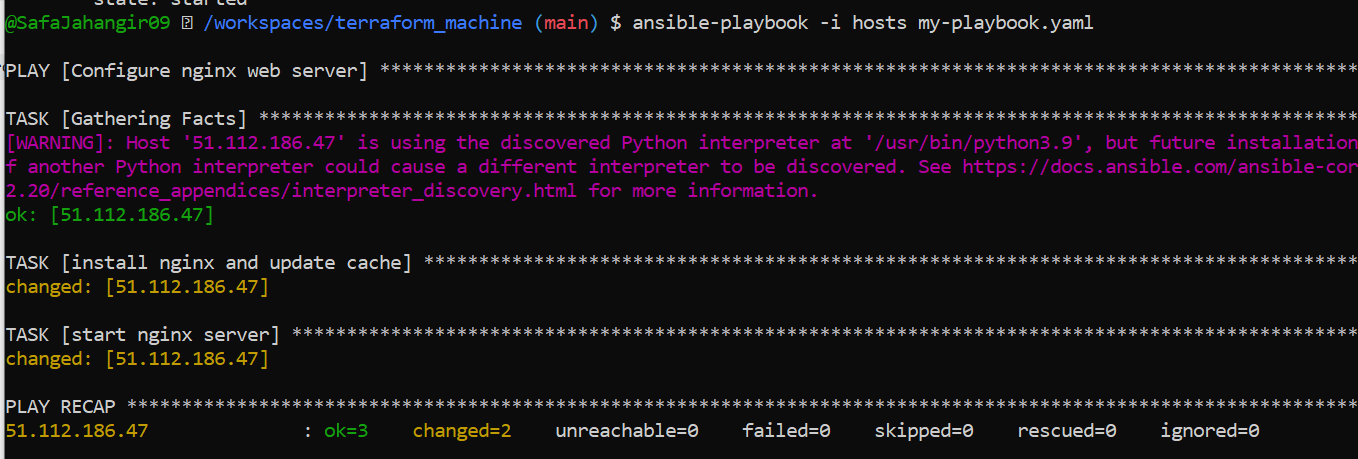 state: started
@SafaJahangir09 /workspaces/terraform_machine (main) $ ansible-playbook -i hosts my-playbook.yaml
PLAY [Configure nginx web server] ******************************************************************************************
TASK [Gathering Facts] *****************************************************************************************************
[WARNING]: Host '51.112.186.47' is using the discovered Python interpreter at '/usr/bin/python3.9', but future installation
f another Python interpreter could cause a different interpreter to be discovered. See https://docs.ansible.com/ansible-cor
2.20/reference_appendices/interpreter_discovery.html for more information.
ok: [51.112.186.47]
TASK [install nginx and update cache] **************************************************************************************
changed: [51.112.186.47]
TASK [start nginx server] **************************************************************************************************
changed: [51.112.186.47]
PLAY RECAP *****************************************************************************************************************
51.112.186.47 : ok=3 changed=2 unreachable=0 failed=0 skipped=0 rescued=0 ignored=0